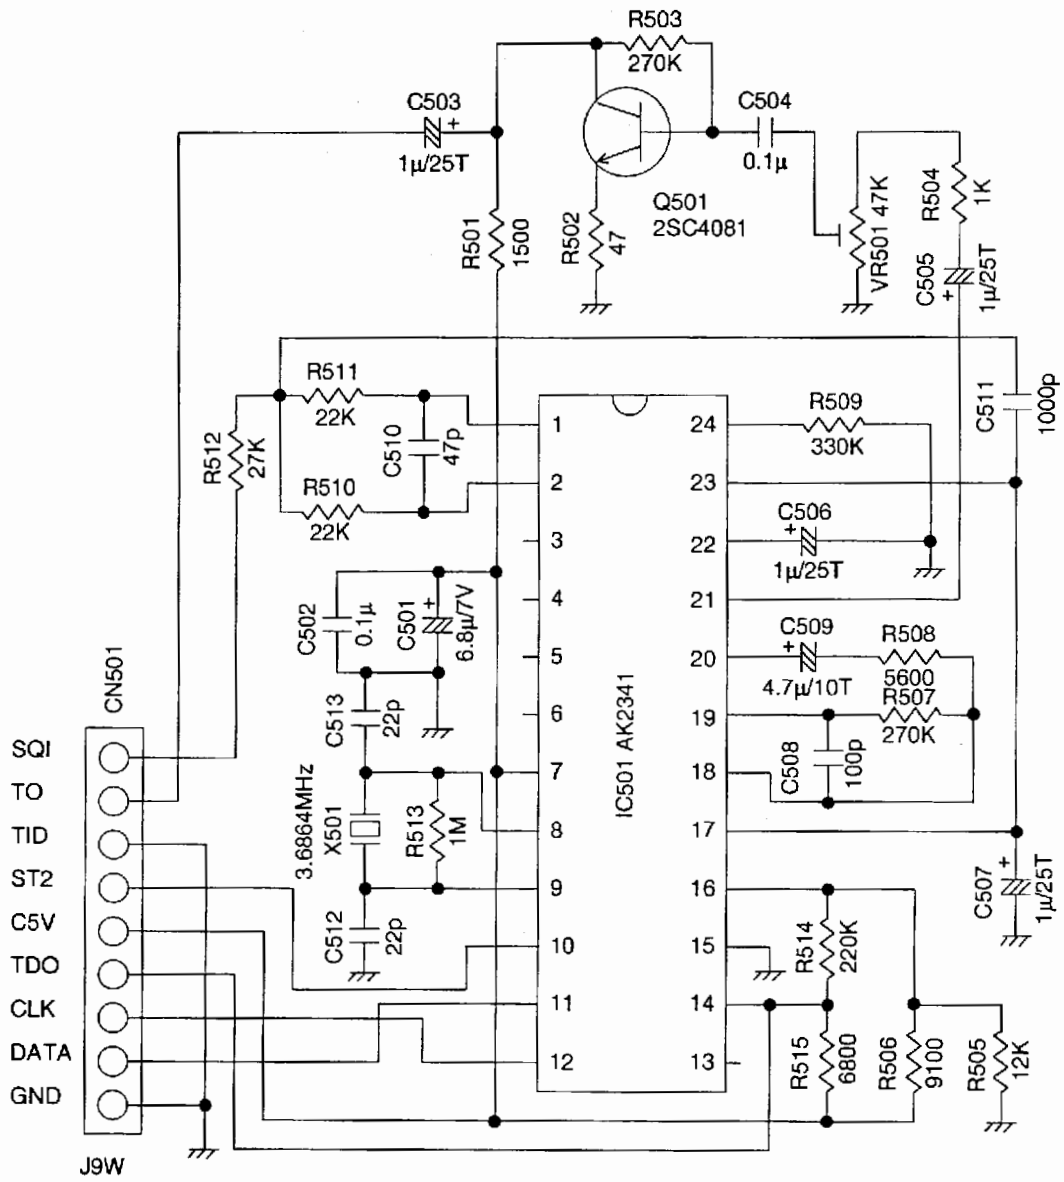 R503
270K
C503
+
1μ/25T
C504
0.1μ
Q501
2SC4081
R501
1500
R502
47
VR501 47K
R504
1K
C505
+
1μ/25T
R511
22K
R512
27K
C510
47p
R510
22K
C511
1000p
R509
330K
C506
+
1μ/25T
C502
0.1μ
C501
+
6.8μ/7V
C513
22p
3.6864MHz
X501
R513
1M
C512
22p
IC501 AK2341
1
2
3
4
5
6
7
8
9
10
11
12
24
23
22
21
20
19
18
17
16
15
14
13
C509
+
4.7μ/10T
R508
5600
R507
270K
C508
100p
C507
+
1μ/25T
R514
220K
R515
6800
R506
9100
R505
12K
CN501
SQI
TO
TID
ST2
C5V
TDO
CLK
DATA
GND
J9W